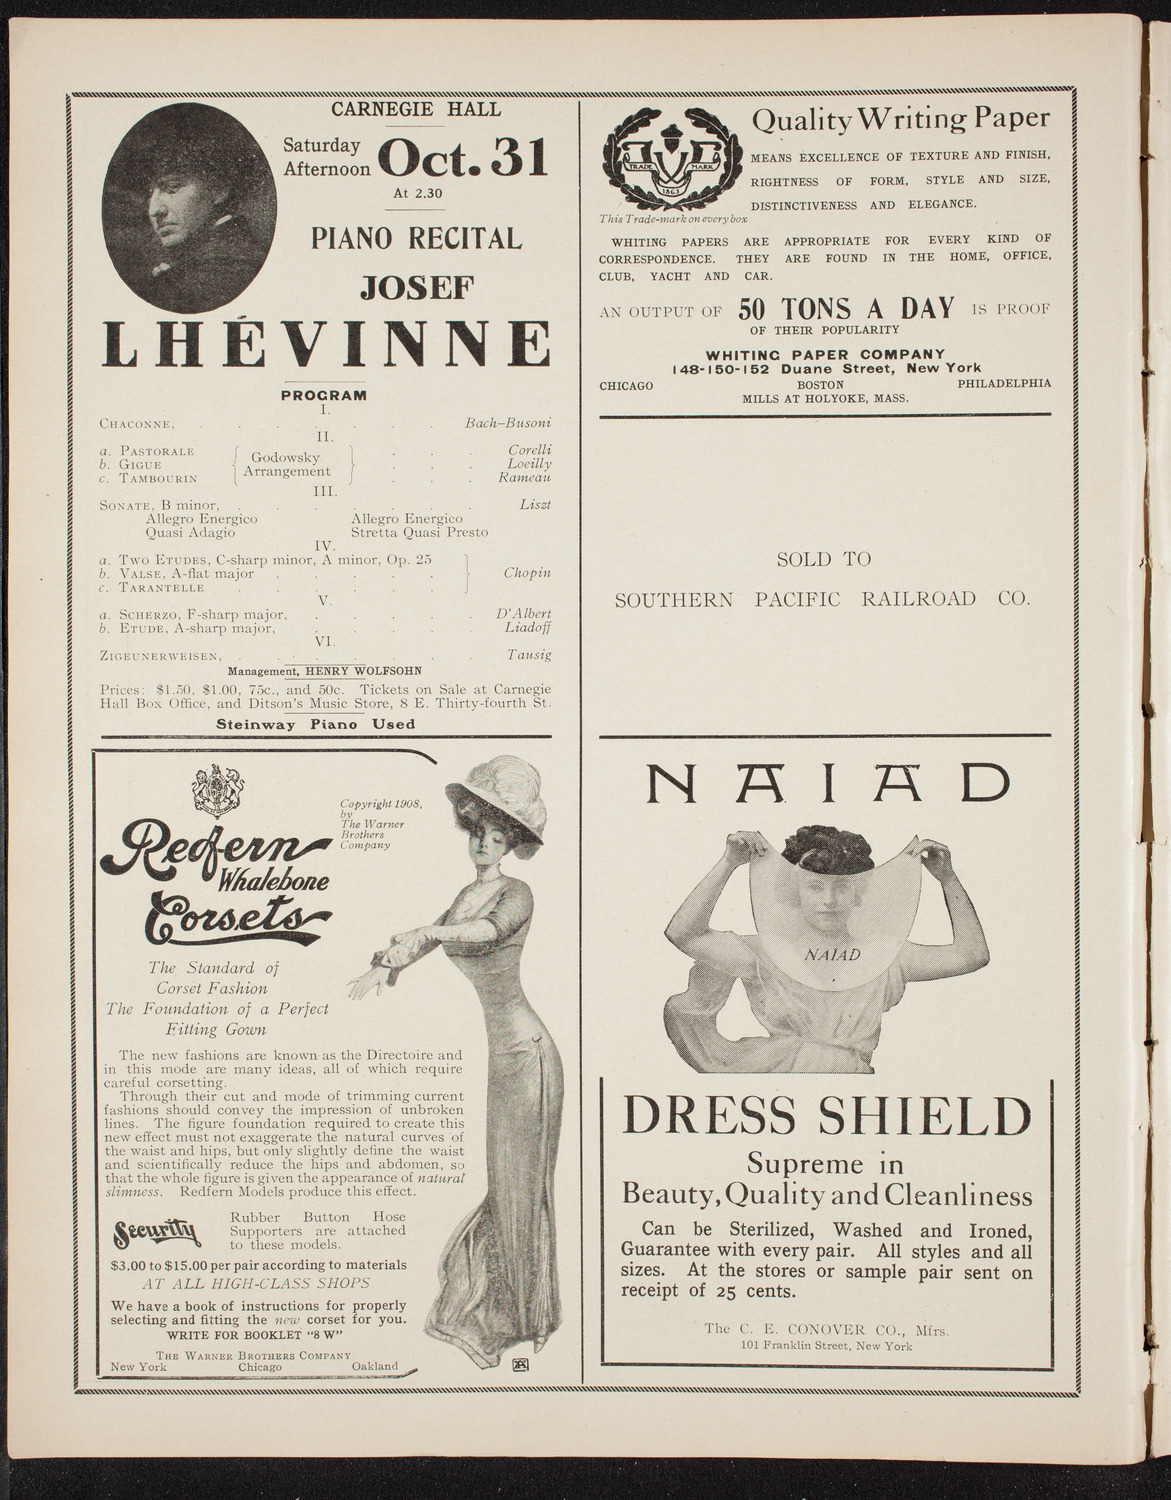 CARNEGIE HALL
Saturday
Afternoon Oct. 31
At 2.30
PIANO RECITAL
JOSEF
LHÉVINNE
PROGRAM
I.
CHACONNE, . . . . . . . Bach–Busoni
II.
a. PASTORALE . . . Corelli
b. GIGUE . . . Loeilly
c. TAMBOURIN . . . Rameau
Godowsky
Arrangement
III.
SONATE, B minor, . . . . . . Liszt
Allegro Energico Allegro Energico
Quasi Adagio Stretta Quasi Presto
IV.
a. TWO ETUDES, C-sharp minor, A minor, Op. 25
b. VALSE, A-flat major . . . . . Chopin
c. TARANTELLE . . . . .
V.
a. SCHERZO, F-sharp major, . . . . . D'Albert
b. ETUDE, A-sharp major, . . . . . Liadoff
VI.
ZIGEUNERWEISEN, . . . . . . . Tausig
Management, HENRY WOLFSOHN
Prices: $1.50, $1.00, 75c., and 50c. Tickets on Sale at Carnegie
Hall Box Office, and Ditson's Music Store, 8 E. Thirty-fourth St.
Steinway Piano Used
Redfern
Whalebone
Corsets
Copyright 1908,
by
The Warner
Brothers
Company
The Standard of
Corset Fashion
The Foundation of a Perfect
Fitting Gown
The new fashions are known as the Directoire and
in this mode are many ideas, all of which require
careful corsetting.
Through their cut and mode of trimming current
fashions should convey the impression of unbroken
lines. The figure foundation required to create this
new effect must not exaggerate the natural curves of
the waist and hips, but only slightly define the waist
and scientifically reduce the hips and abdomen, so
that the whole figure is given the appearance of natural
slimness. Redfern Models produce this effect.
Security
Rubber Button Hose
Supporters are attached
to these models.
$3.00 to $15.00 per pair according to materials
AT ALL HIGH-CLASS SHOPS
We have a book of instructions for properly
selecting and fitting the new corset for you.
WRITE FOR BOOKLET "8 W"
THE WARNER BROTHERS COMPANY
New York Chicago Oakland
TRADE MARK
1863
This Trade-mark on every box
Quality Writing Paper
MEANS EXCELLENCE OF TEXTURE AND FINISH,
RIGHTNESS OF FORM, STYLE AND SIZE,
DISTINCTIVENESS AND ELEGANCE.
WHITING PAPERS ARE APPROPRIATE FOR EVERY KIND OF
CORRESPONDENCE. THEY ARE FOUND IN THE HOME, OFFICE,
CLUB, YACHT AND CAR.
AN OUTPUT OF 50 TONS A DAY IS PROOF
OF THEIR POPULARITY
WHITING PAPER COMPANY
148-150-152 Duane Street, New York
CHICAGO BOSTON PHILADELPHIA
MILLS AT HOLYOKE, MASS.
SOLD TO
SOUTHERN PACIFIC RAILROAD CO.
NAIAD
NAIAD
DRESS SHIELD
Supreme in
Beauty, Quality and Cleanliness
Can be Sterilized, Washed and Ironed,
Guarantee with every pair. All styles and all
sizes. At the stores or sample pair sent on
receipt of 25 cents.
The C. E. CONOVER CO., Mfrs.
101 Franklin Street, New York